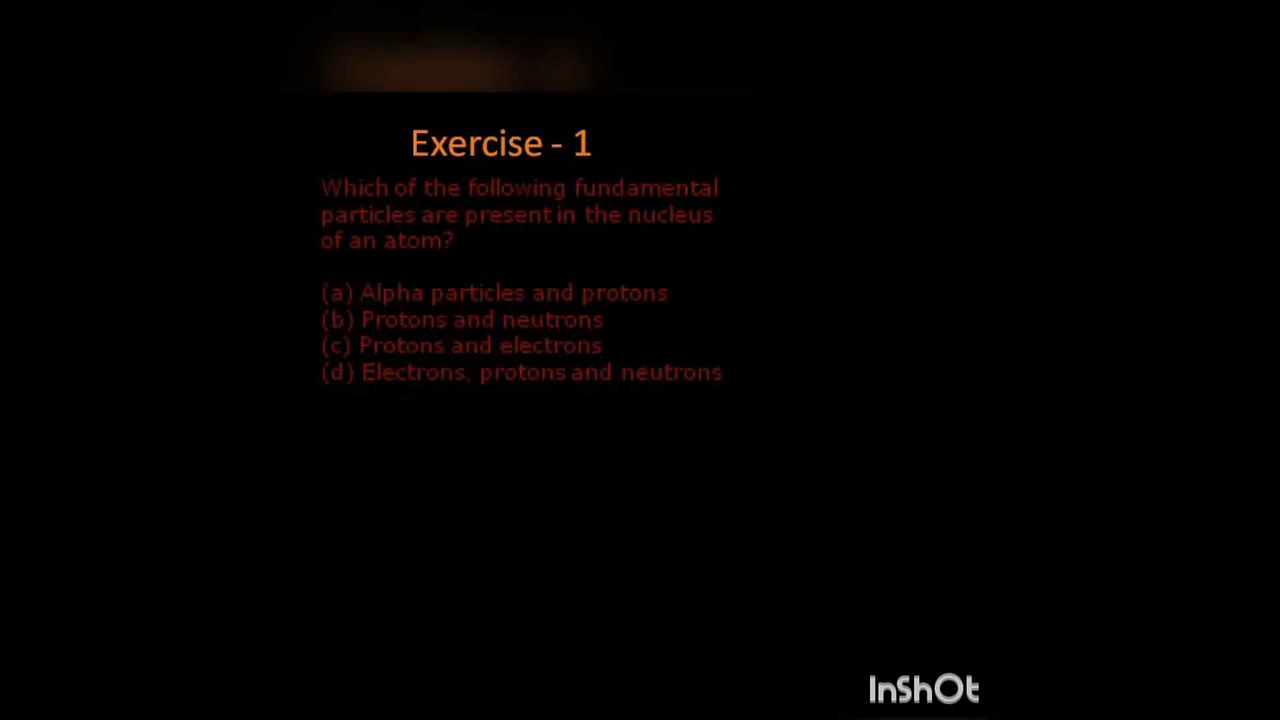 Exercise - 1
Which of the following fundamental
particles are present in the nucleus
of an atom?
(a) Alpha particles and protons
(b) Protons and neutrons
(c) Protons and electrons
(d) Electrons, protons and neutrons
InShOt